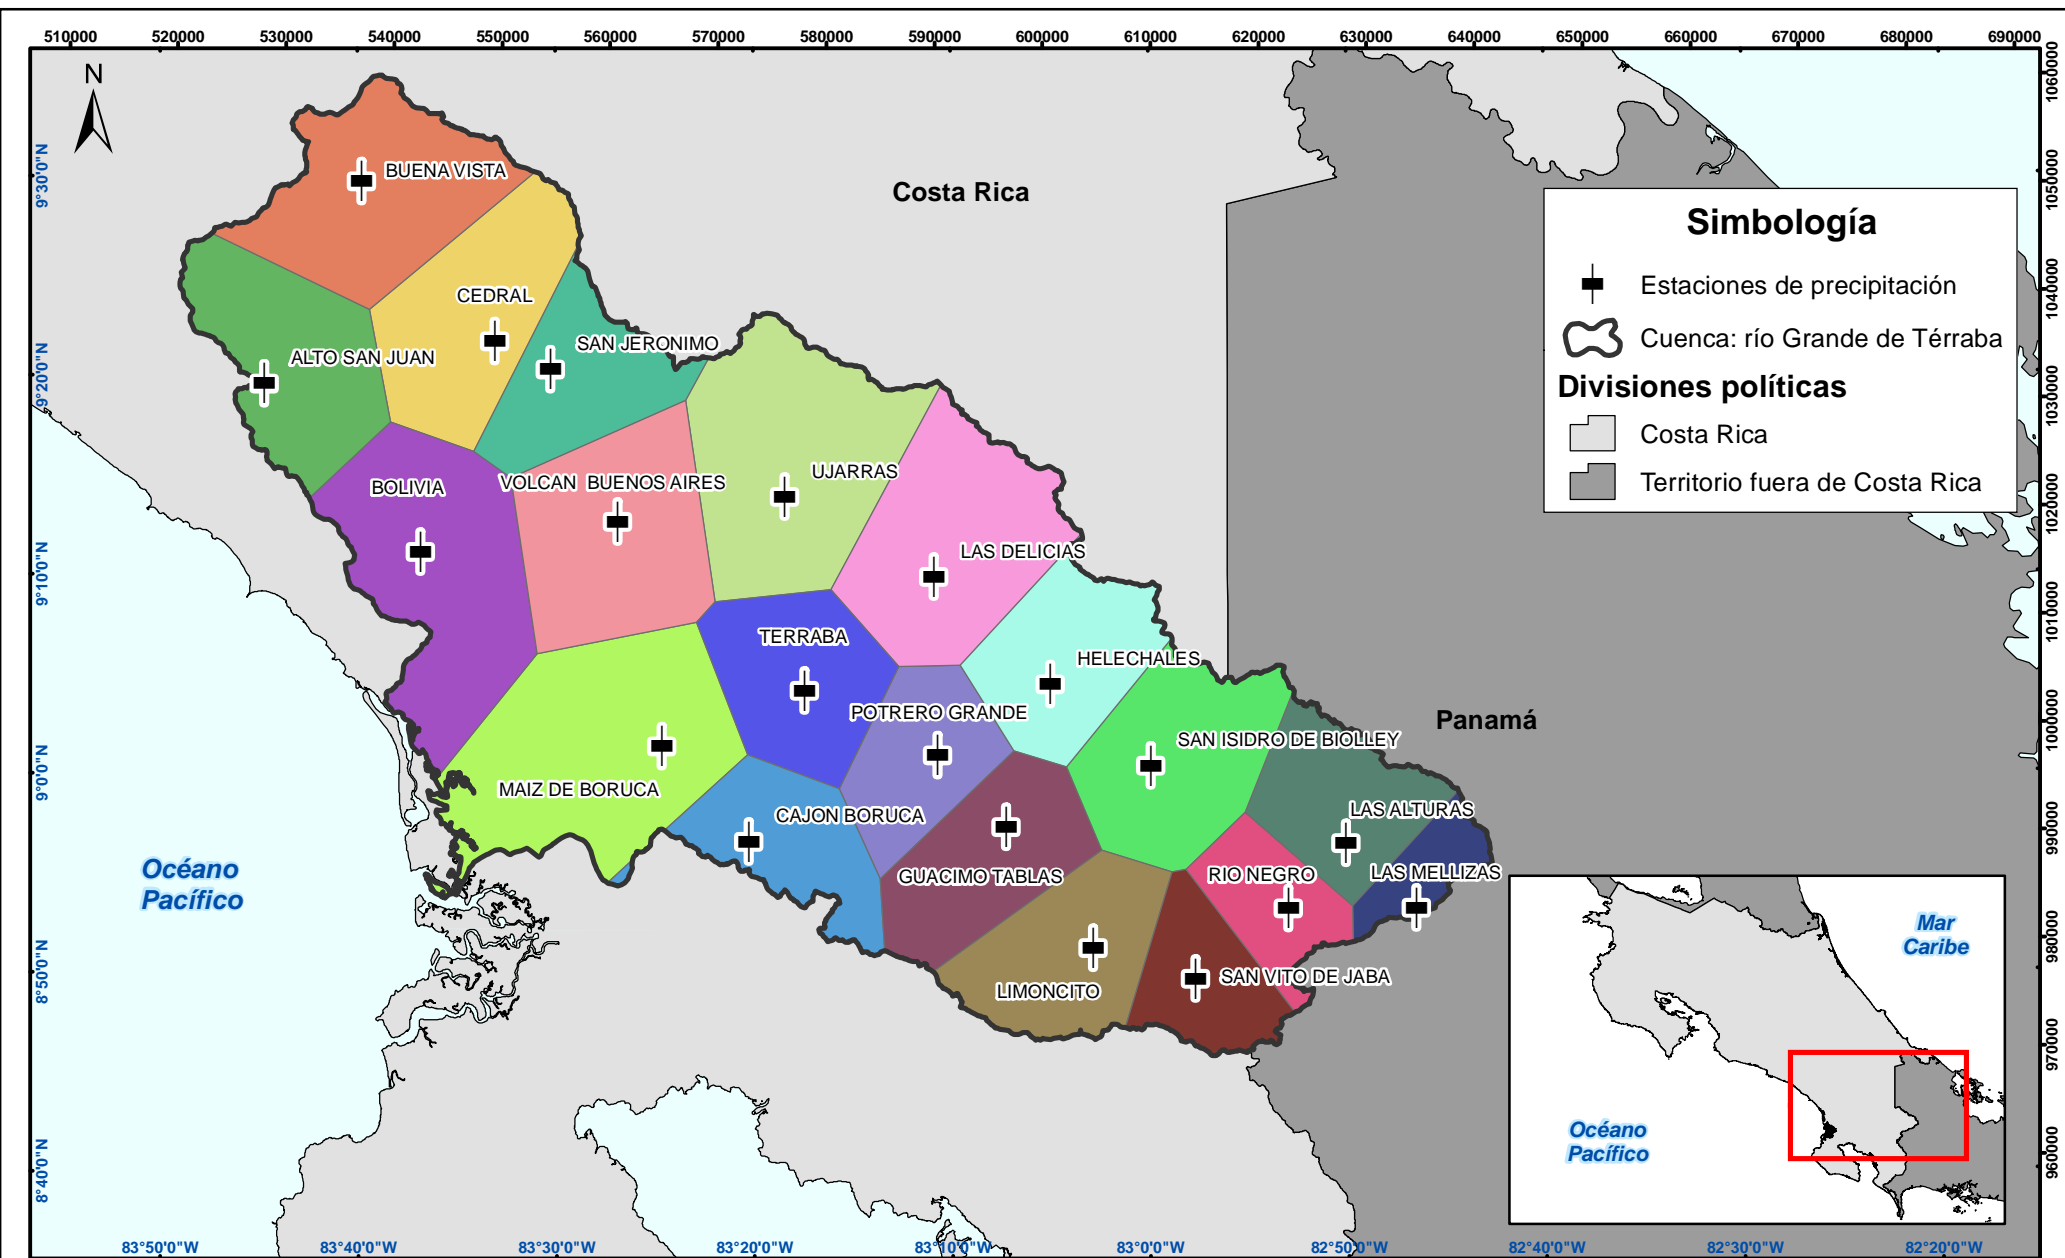 510000 520000 530000 540000 550000 560000 570000 580000 590000 600000 610000 620000 630000 640000 650000 660000 670000 680000 690000
N
Costa Rica
Simbología
Estaciones de precipitación
Cuenca: río Grande de Térraba
Divisiones políticas
Costa Rica
Territorio fuera de Costa Rica
BUENA VISTA
CEDRAL
SAN JERONIMO
ALTO SAN JUAN
BOLIVIA
VOLCAN BUENOS AIRES
UJARRAS
LAS DELICIAS
TERRABA
HELECHALES
POTRERO GRANDE
Panamá
SAN ISIDRO DE BIOLLEY
MAIZ DE BORUCA
CAJON BORUCA
LAS ALTURAS
GUACIMO TABLAS
RIO NEGRO
LAS MELLIZAS
LIMONCITO
SAN VITO DE JABA
Océano
Pacífico
Mar
Caribe
Océano
Pacífico
9°30'0"N
9°20'0"N
9°10'0"N
9°0'0"N
8°50'0"N
8°40'0"N
1060000
1050000
1040000
1030000
1020000
1010000
1000000
990000
980000
970000
960000
83°50'0"W 83°40'0"W 83°30'0"W 83°20'0"W 83°10'0"W 83°0'0"W 82°50'0"W 82°40'0"W 82°30'0"W 82°20'0"W